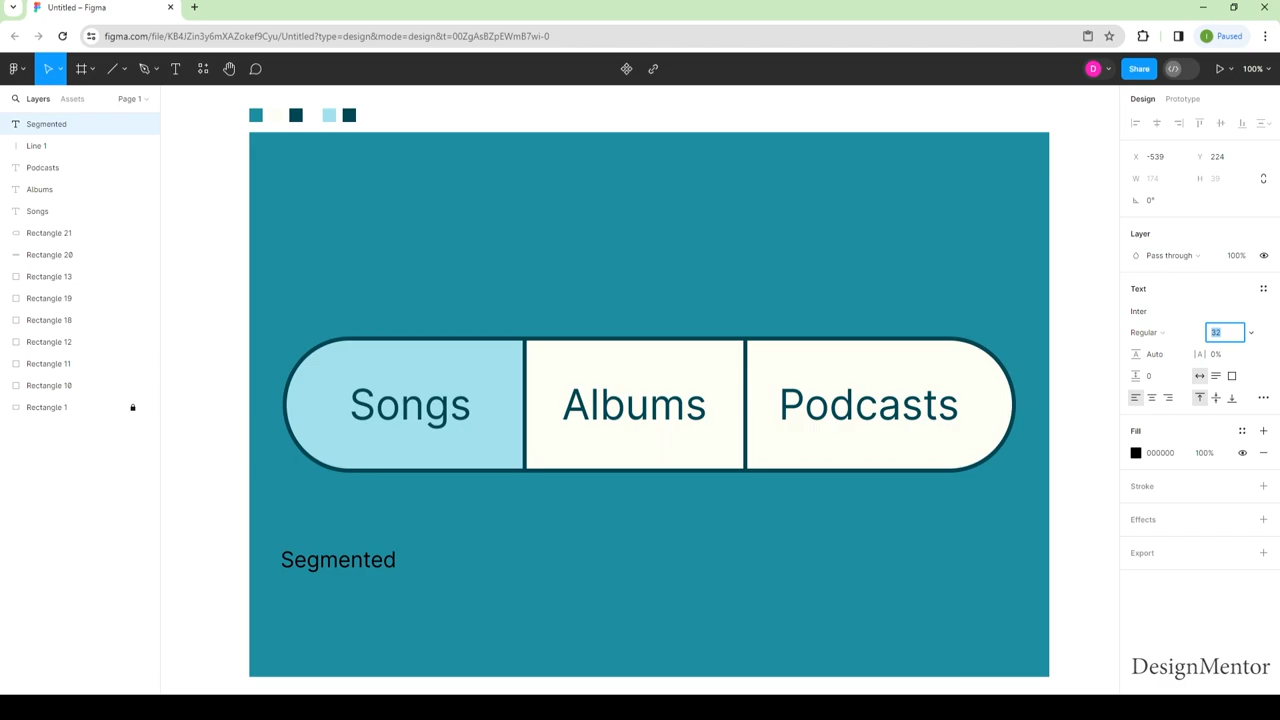 Untitled – Figma
figma.com/file/KB4JZin3y6mXAZokef9Cyu/Untitled?type=design&mode=design&t=00ZgAsBZpEWmB7wi-0
Paused
D
Share
100%
Layers
Assets
Page 1
Segmented
Line 1
Podcasts
Albums
Songs
Rectangle 21
Rectangle 20
Rectangle 13
Rectangle 19
Rectangle 18
Rectangle 12
Rectangle 11
Rectangle 10
Rectangle 1
Songs
Albums
Podcasts
Segmented
Design
Prototype
X -539
Y 224
W 174
H 39
0°
Layer
Pass through
100%
Text
Inter
Regular
32
Auto
|A| 0%
0
Fill
000000
100%
Stroke
Effects
Export
DesignMentor